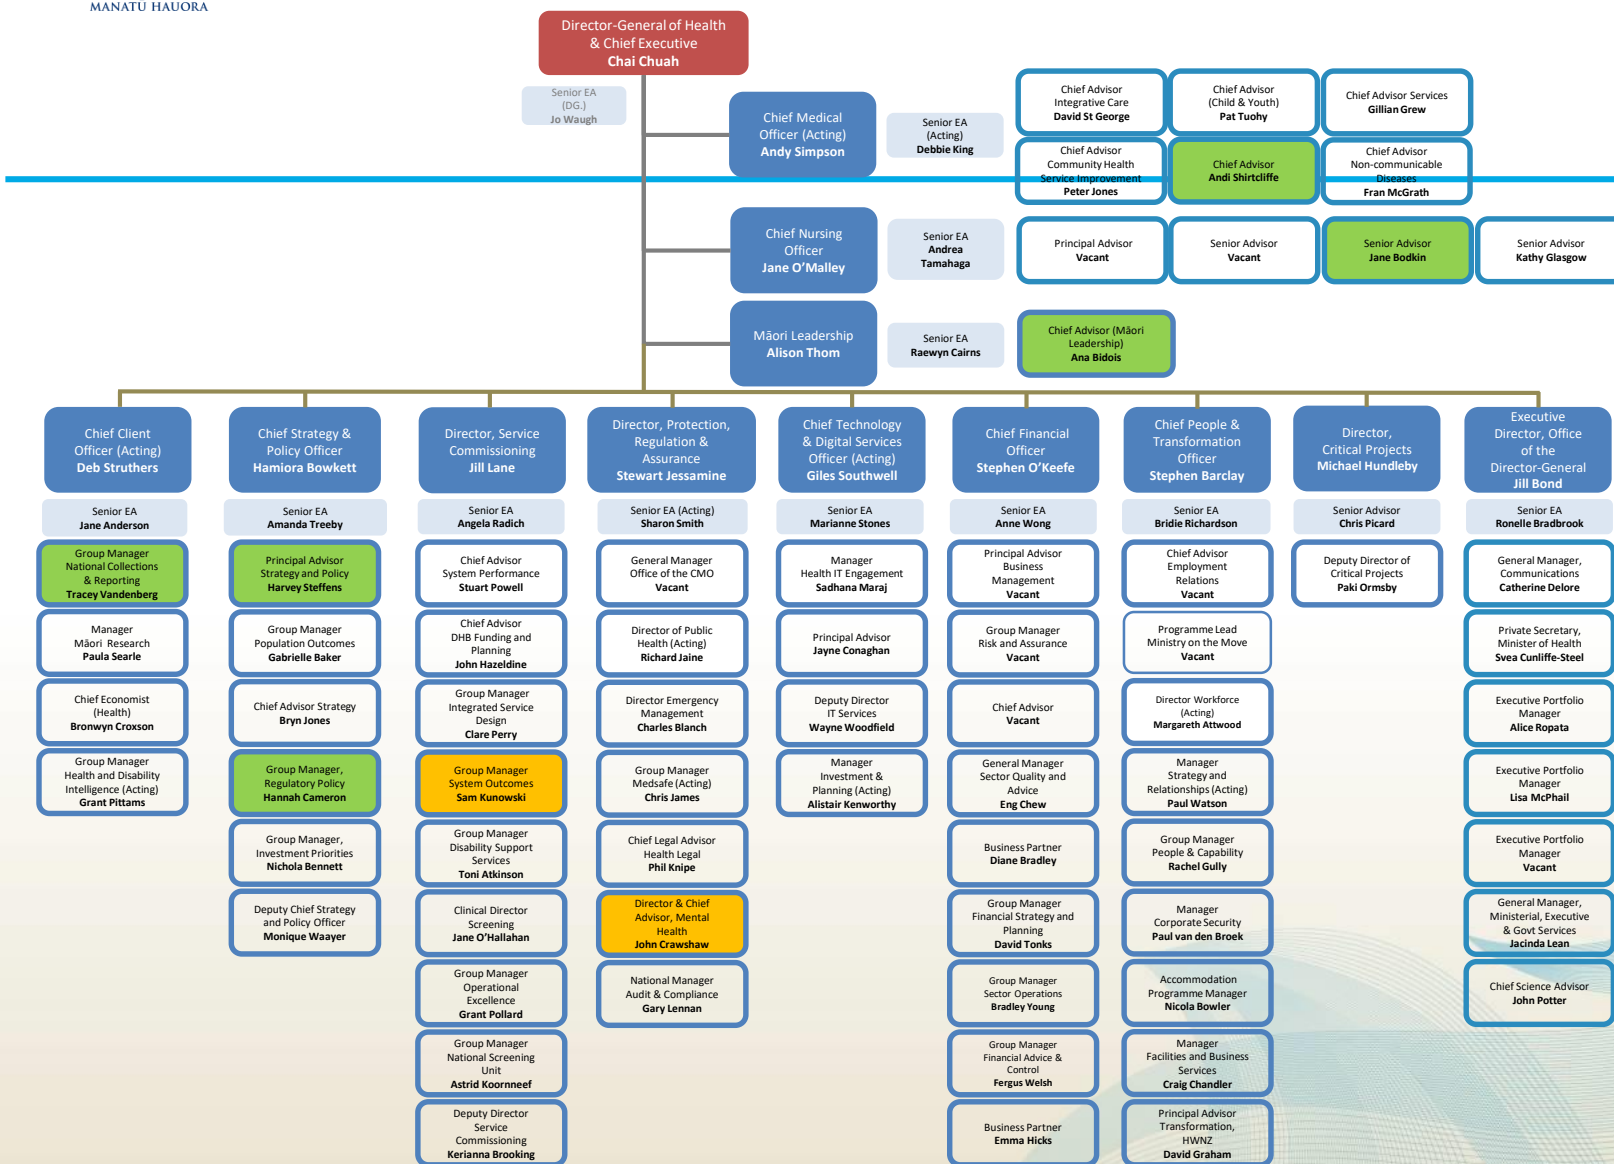 MANATU HAUORA
Director-General of Health
& Chief Executive
Chai Chuah
Senior EA
(DG.)
Jo Waugh
Chief Medical
Officer (Acting)
Andy Simpson
Senior EA
(Acting)
Debbie King
Chief Advisor
Integrative Care
David St George
Chief Advisor
(Child & Youth)
Pat Tuohy
Chief Advisor Services
Gillian Grew
Chief Advisor
Community Health
Service Improvement
Peter Jones
Chief Advisor
Andi Shirtcliffe
Chief Advisor
Non-communicable
Diseases
Fran McGrath
Chief Nursing
Officer
Jane O'Malley
Senior EA
Andrea
Tamahaga
Principal Advisor
Vacant
Senior Advisor
Vacant
Senior Advisor
Jane Bodkin
Senior Advisor
Kathy Glasgow
Māori Leadership
Alison Thom
Senior EA
Raewyn Cairns
Chief Advisor (Māori
Leadership)
Ana Bidois
Chief Client
Officer (Acting)
Deb Struthers
Senior EA
Jane Anderson
Group Manager
National Collections
& Reporting
Tracey Vandenberg
Manager
Māori Research
Paula Searle
Chief Economist
(Health)
Bronwyn Croxson
Group Manager
Health and Disability
Intelligence (Acting)
Grant Pittams
Chief Strategy &
Policy Officer
Hamiora Bowkett
Senior EA
Amanda Treeby
Principal Advisor
Strategy and Policy
Harvey Steffens
Group Manager
Population Outcomes
Gabrielle Baker
Chief Advisor Strategy
Bryn Jones
Group Manager,
Regulatory Policy
Hannah Cameron
Group Manager,
Investment Priorities
Nichola Bennett
Deputy Chief Strategy
and Policy Officer
Monique Waayer
Director, Service
Commissioning
Jill Lane
Senior EA
Angela Radich
Chief Advisor
System Performance
Stuart Powell
Chief Advisor
DHB Funding and
Planning
John Hazeldine
Group Manager
Integrated Service
Design
Clare Perry
Group Manager
System Outcomes
Sam Kunowski
Group Manager
Disability Support
Services
Toni Atkinson
Clinical Director
Screening
Jane O'Hallahan
Group Manager
Operational
Excellence
Grant Pollard
Group Manager
National Screening
Unit
Astrid Koornneef
Deputy Director
Service
Commissioning
Kerianna Brooking
Director, Protection,
Regulation &
Assurance
Stewart Jessamine
Senior EA (Acting)
Sharon Smith
General Manager
Office of the CMO
Vacant
Director of Public
Health (Acting)
Richard Jaine
Director Emergency
Management
Charles Blanch
Group Manager
Medsafe (Acting)
Chris James
Chief Legal Advisor
Health Legal
Phil Knipe
Director & Chief
Advisor, Mental
Health
John Crawshaw
National Manager
Audit & Compliance
Gary Lennan
Chief Technology
& Digital Services
Officer (Acting)
Giles Southwell
Senior EA
Marianne Stones
Manager
Health IT Engagement
Sadhana Maraj
Principal Advisor
Jayne Conaghan
Deputy Director
IT Services
Wayne Woodfield
Manager
Investment &
Planning (Acting)
Alistair Kenworthy
Chief Financial
Officer
Stephen O'Keefe
Senior EA
Anne Wong
Principal Advisor
Business
Management
Vacant
Group Manager
Risk and Assurance
Vacant
Chief Advisor
Vacant
General Manager
Sector Quality and
Advice
Eng Chew
Business Partner
Diane Bradley
Group Manager
Financial Strategy and
Planning
David Tonks
Group Manager
Sector Operations
Bradley Young
Group Manager
Financial Advice &
Control
Fergus Welsh
Business Partner
Emma Hicks
Chief People &
Transformation
Officer
Stephen Barclay
Senior EA
Bridie Richardson
Chief Advisor
Employment
Relations
Vacant
Programme Lead
Ministry on the Move
Vacant
Director Workforce
(Acting)
Margareth Attwood
Manager
Strategy and
Relationships (Acting)
Paul Watson
Group Manager
People & Capability
Rachel Gully
Manager
Corporate Security
Paul van den Broek
Accommodation
Programme Manager
Nicola Bowler
Manager
Facilities and Business
Services
Craig Chandler
Principal Advisor
Transformation,
HWNZ
David Graham
Director,
Critical Projects
Michael Hundleby
Senior Advisor
Chris Picard
Deputy Director of
Critical Projects
Paki Ormsby
Executive
Director, Office
of the
Director-General
Jill Bond
Senior EA
Ronelle Bradbrook
General Manager,
Communications
Catherine Delore
Private Secretary,
Minister of Health
Svea Cunliffe-Steel
Executive Portfolio
Manager
Alice Ropata
Executive Portfolio
Manager
Lisa McPhail
Executive Portfolio
Manager
Vacant
General Manager,
Ministerial, Executive
& Govt Services
Jacinda Lean
Chief Science Advisor
John Potter